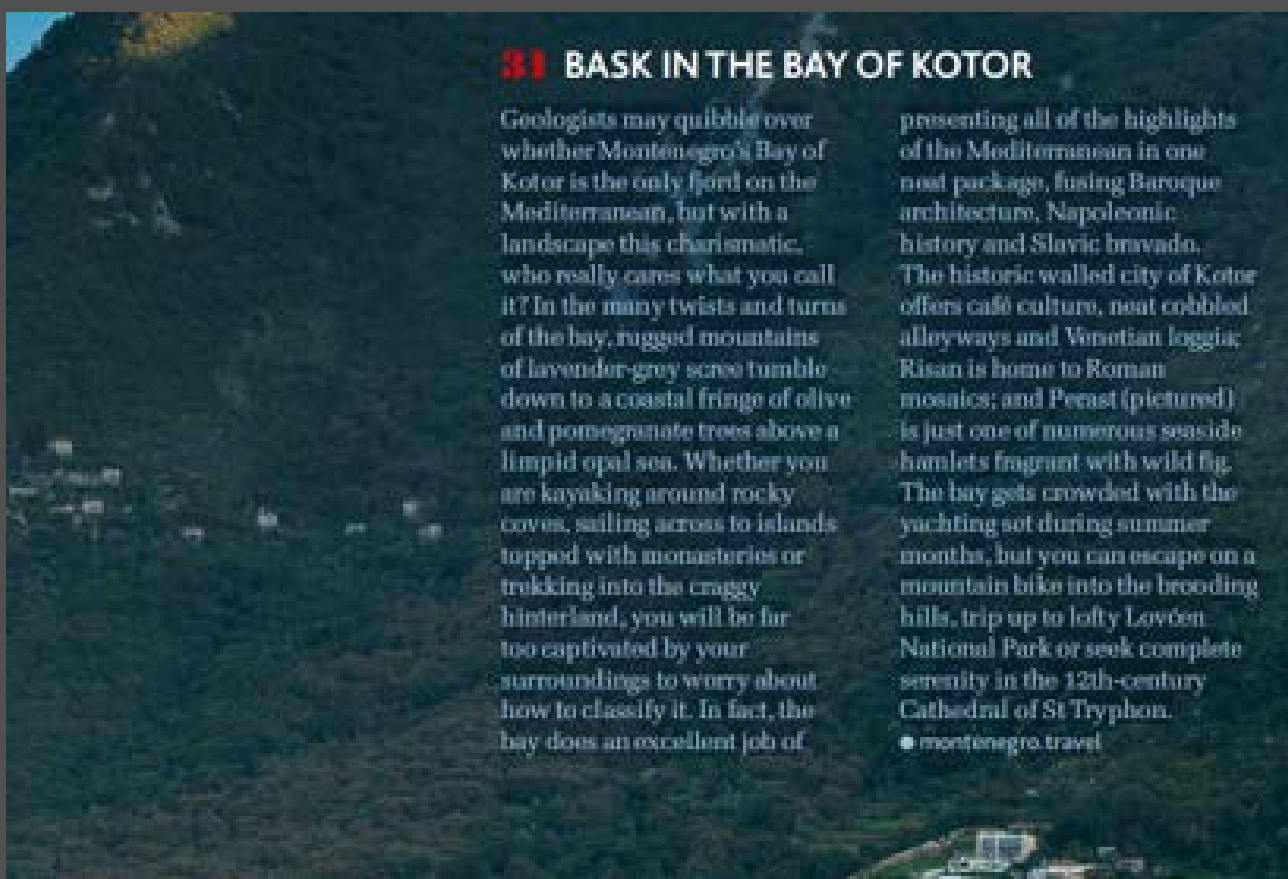 31 BASK IN THE BAY OF KOTOR
Geologists may quibble over
whether Montenegro's Bay of
Kotor is the only fjord on the
Mediterranean, but with a
landscape this charismatic,
who really cares what you call
it? In the many twists and turns
of the bay, rugged mountains
of lavender-grey scree tumble
down to a coastal fringe of olive
and pomegranate trees above a
limpid opal sea. Whether you
are kayaking around rocky
coves, sailing across to islands
topped with monasteries or
trekking into the craggy
hinterland, you will be far
too captivated by your
surroundings to worry about
how to classify it. In fact, the
bay does an excellent job of
presenting all of the highlights
of the Mediterranean in one
neat package, fusing Baroque
architecture, Napoleonic
history and Slavic bravado.
The historic walled city of Kotor
offers café culture, neat cobbled
alleyways and Venetian loggia;
Risan is home to Roman
mosaics; and Perast (pictured)
is just one of numerous seaside
hamlets fragrant with wild fig.
The bay gets crowded with the
yachting set during summer
months, but you can escape on a
mountain bike into the brooding
hills, trip up to lofty Lovćen
National Park or seek complete
serenity in the 12th-century
Cathedral of St Tryphon.
● montenegro.travel